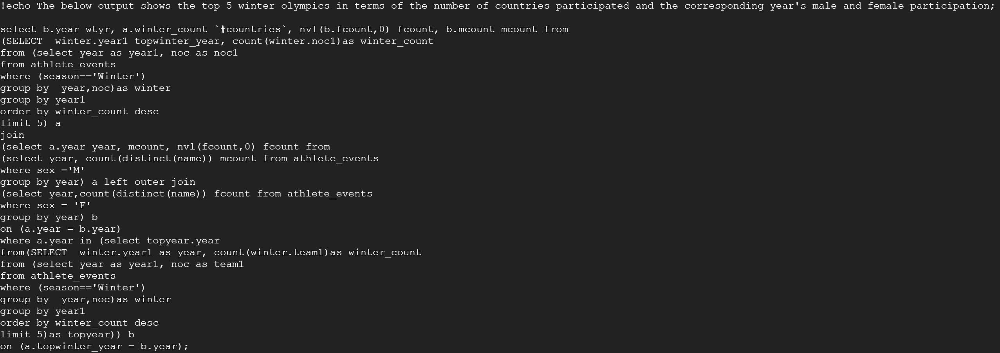 !echo The below output shows the top 5 winter olympics in terms of the number of countries participated and the corresponding year's male and female participation;

select b.year wtyr, a.winter_count `#countries`, nvl(b.fcount,0) fcount, b.mcount mcount from
(SELECT  winter.year1 topwinter_year, count(winter.noc1)as winter_count
from (select year as year1, noc as noc1
from athlete_events
where (season=='Winter')
group by  year,noc)as winter
group by year1
order by winter_count desc
limit 5) a
join
(select a.year year, mcount, nvl(fcount,0) fcount from
(select year, count(distinct(name)) mcount from athlete_events
where sex ='M'
group by year) a left outer join
(select year,count(distinct(name)) fcount from athlete_events
where sex = 'F'
group by year) b
on (a.year = b.year)
where a.year in (select topyear.year
from(SELECT  winter.year1 as year, count(winter.team1)as winter_count
from (select year as year1, noc as team1
from athlete_events
where (season=='Winter')
group by  year,noc)as winter
group by year1
order by winter_count desc
limit 5)as topyear)) b
on (a.topwinter_year = b.year);